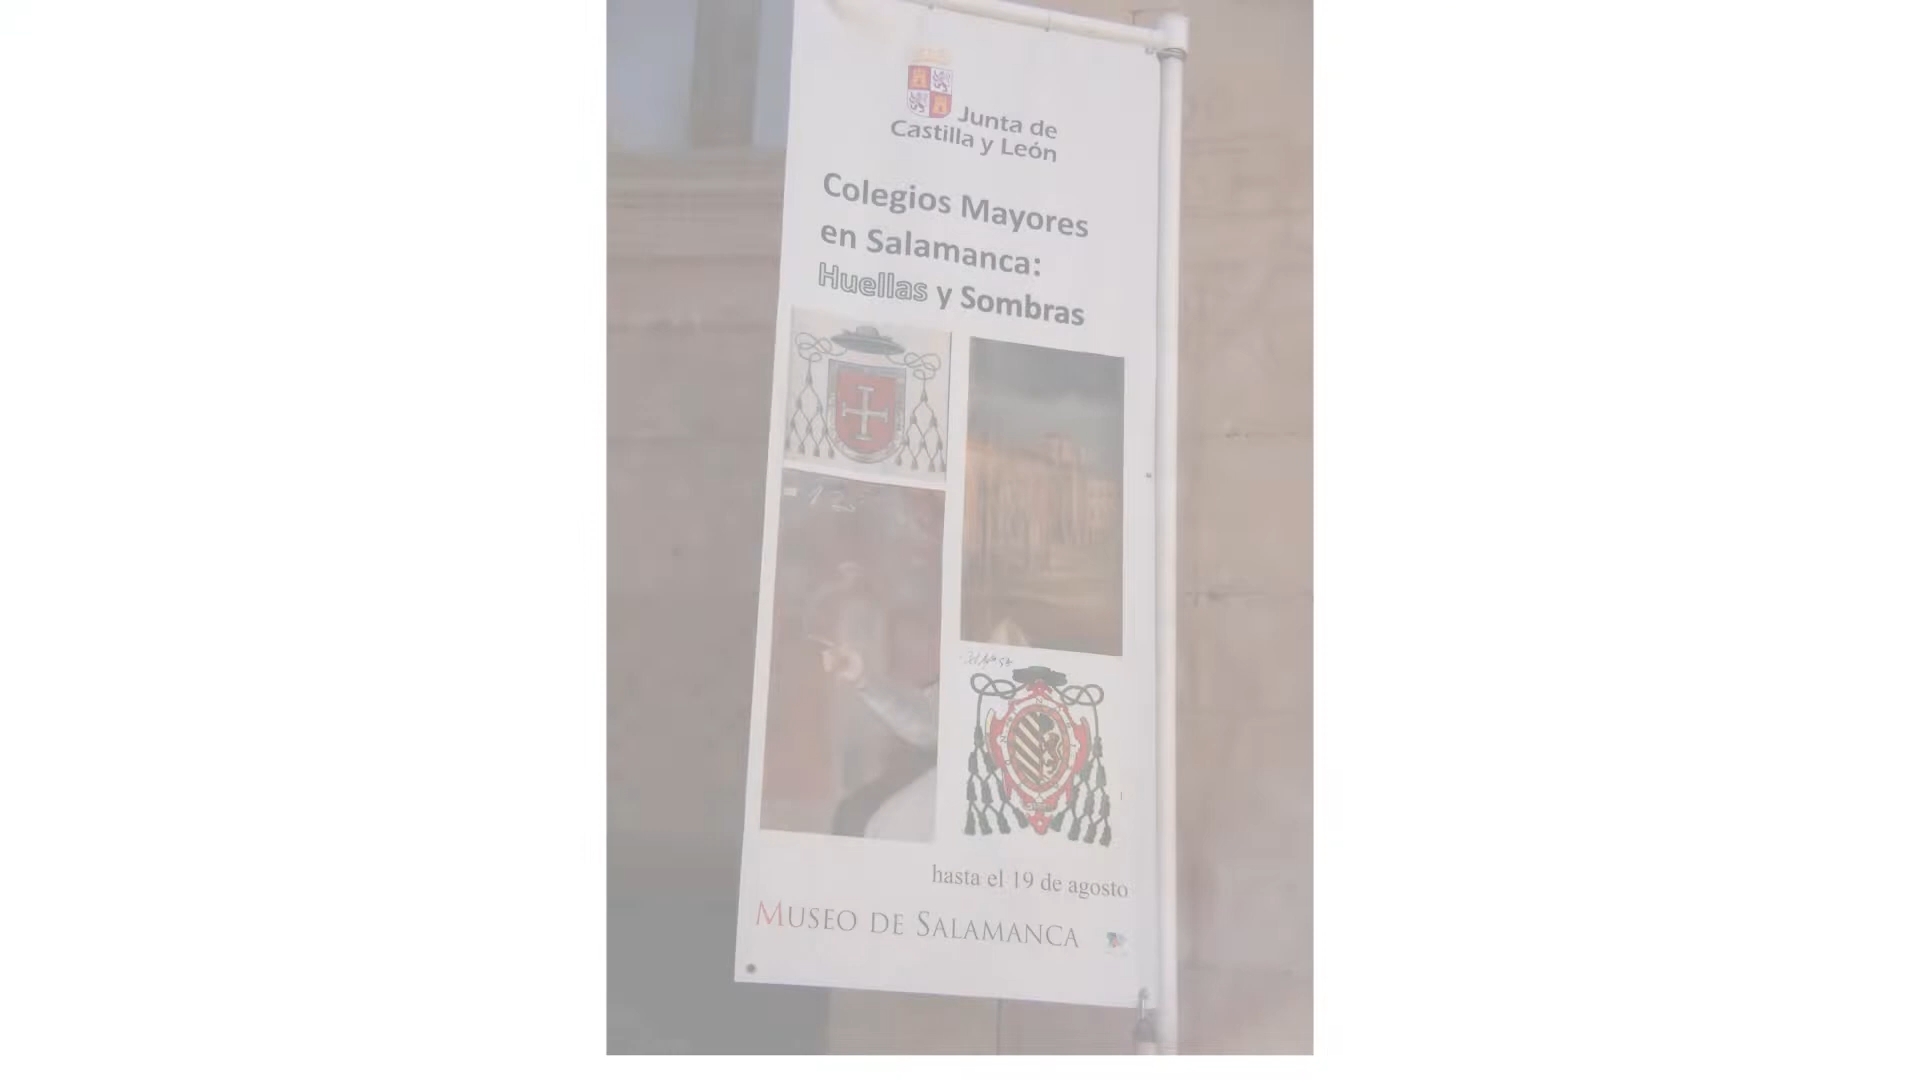 Junta de
Castilla y León
Colegios Mayores
en Salamanca:
Huellas y Sombras
hasta el 19 de agosto
MUSEO DE SALAMANCA